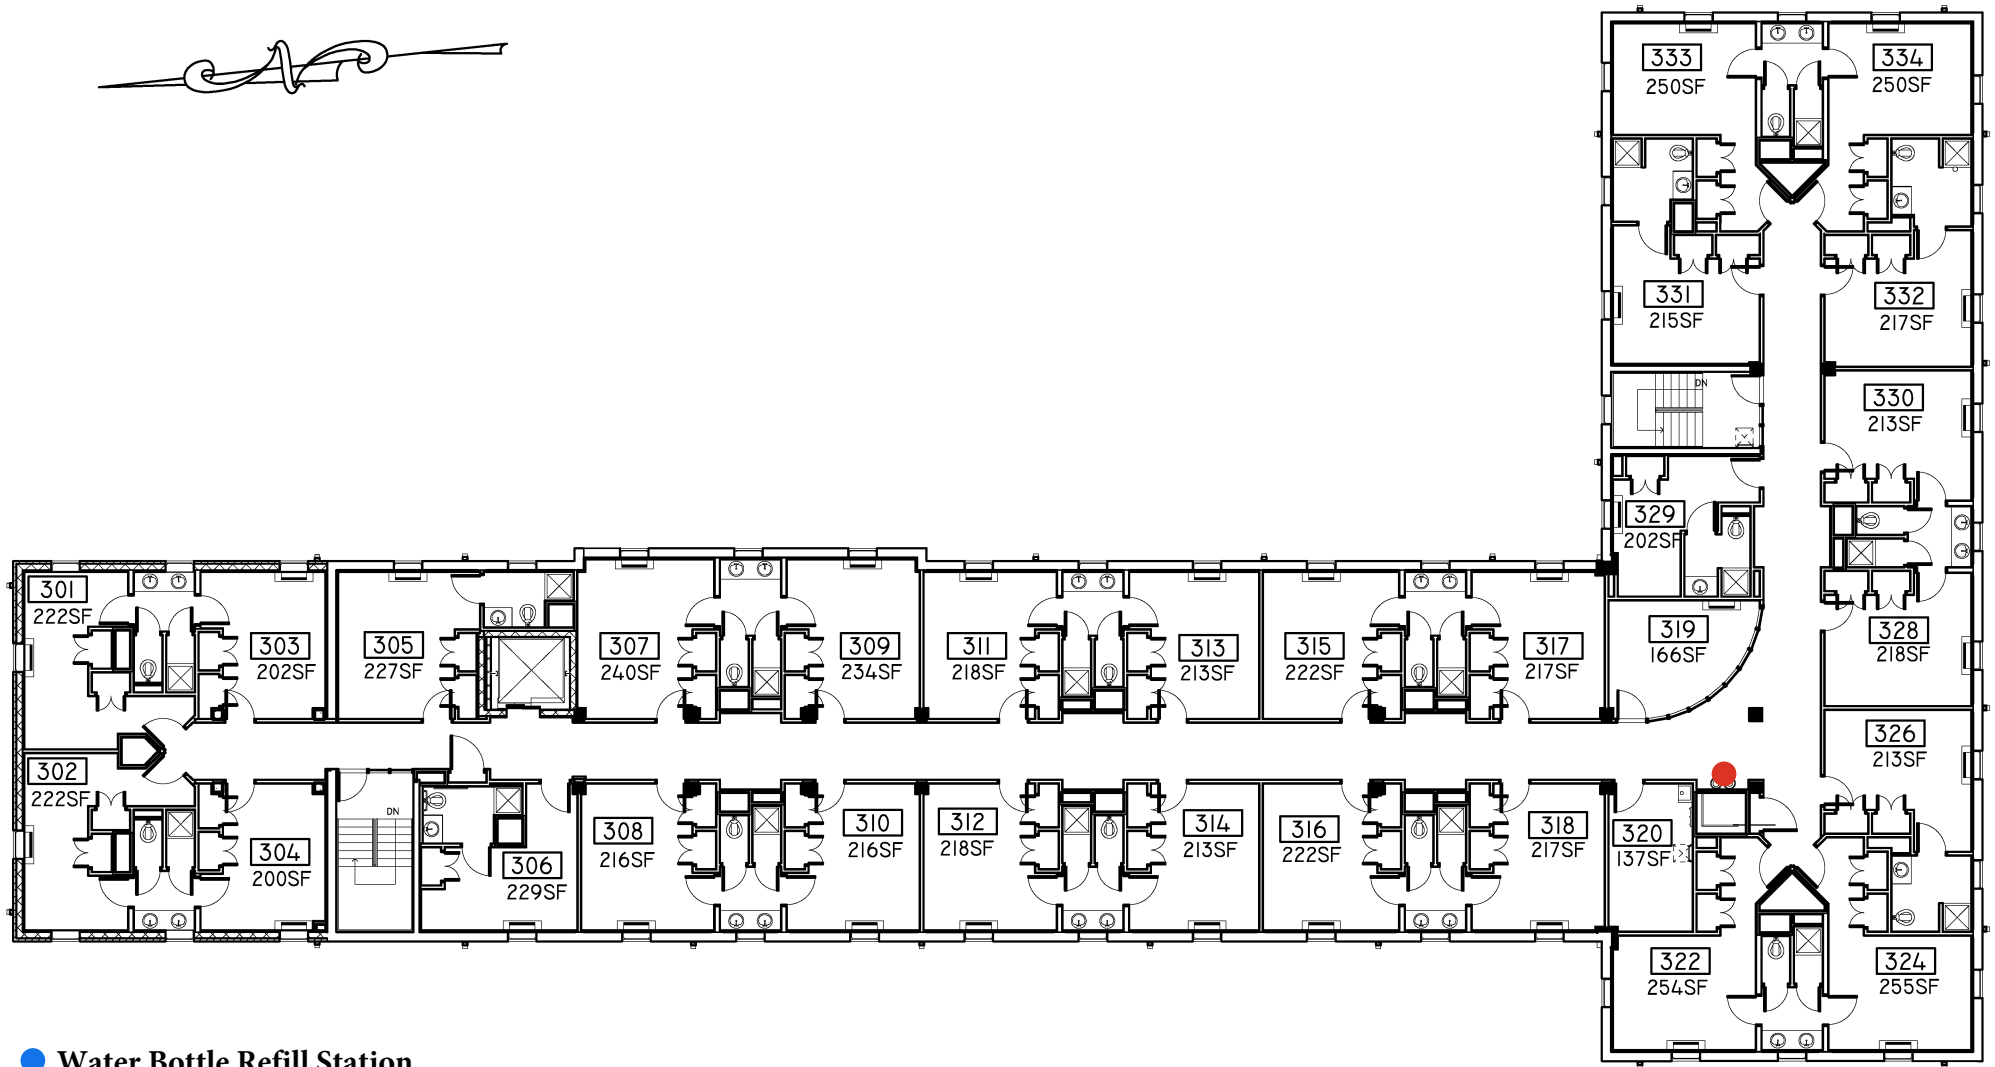 333
250SF
334
250SF
331
215SF
332
217SF
DN
330
213SF
329
202SF
301
222SF
303
202SF
305
227SF
307
240SF
309
234SF
311
218SF
313
213SF
315
222SF
317
217SF
319
166SF
328
218SF
326
213SF
302
222SF
304
200SF
DN
306
229SF
308
216SF
310
216SF
312
218SF
314
213SF
316
222SF
318
217SF
320
137SF
322
254SF
324
255SF
Water Bottle Refill Station